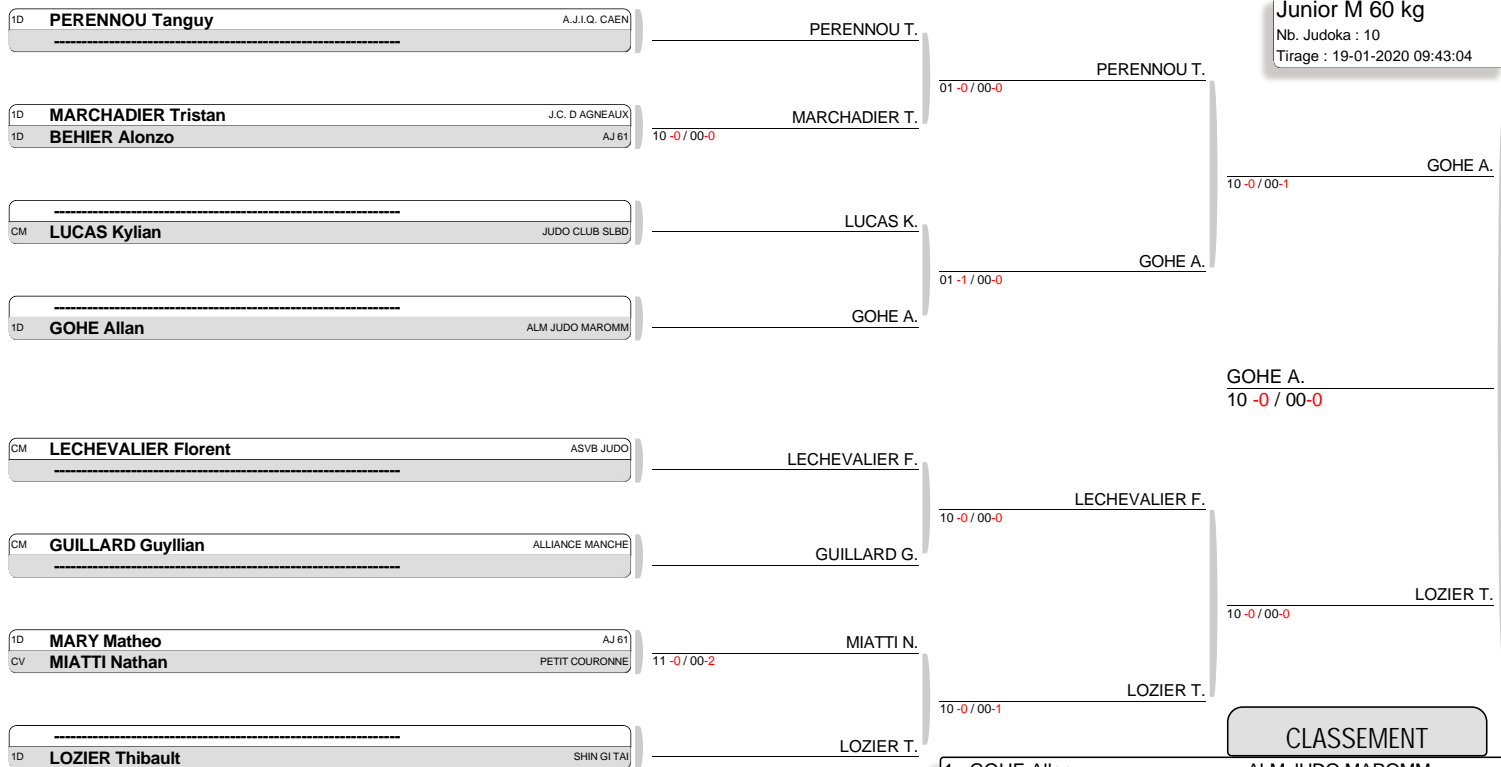 Junior M 60 kg
Nb. Judoka : 10
Tirage : 19-01-2020 09:43:04
1D PERENNOU Tanguy A.J.I.Q. CAEN
----------------------------------------------------------------
1D MARCHADIER Tristan J.C. D AGNEAUX
1D BEHIER Alonzo AJ 61
----------------------------------------------------------------
CM LUCAS Kylian JUDO CLUB SLBD
----------------------------------------------------------------
1D GOHE Allan ALM JUDO MAROMM
CM LECHEVALIER Florent ASVB JUDO
----------------------------------------------------------------
CM GUILLARD Guyllian ALLIANCE MANCHE
----------------------------------------------------------------
1D MARY Matheo AJ 61
CV MIATTI Nathan PETIT COURONNE
----------------------------------------------------------------
1D LOZIER Thibault SHIN GI TAI
PERENNOU T.
MARCHADIER T.
10 -0 / 00-0
LUCAS K.
GOHE A.
LECHEVALIER F.
GUILLARD G.
MIATTI N.
11 -0 / 00-2
LOZIER T.
PERENNOU T.
01 -0 / 00-0
GOHE A.
01 -1 / 00-0
LECHEVALIER F.
10 -0 / 00-0
LOZIER T.
10 -0 / 00-1
GOHE A.
10 -0 / 00-1
GOHE A.
10 -0 / 00-0
LOZIER T.
10 -0 / 00-0
CLASSEMENT
1 GOHE Allan ALM JUDO MAROMM